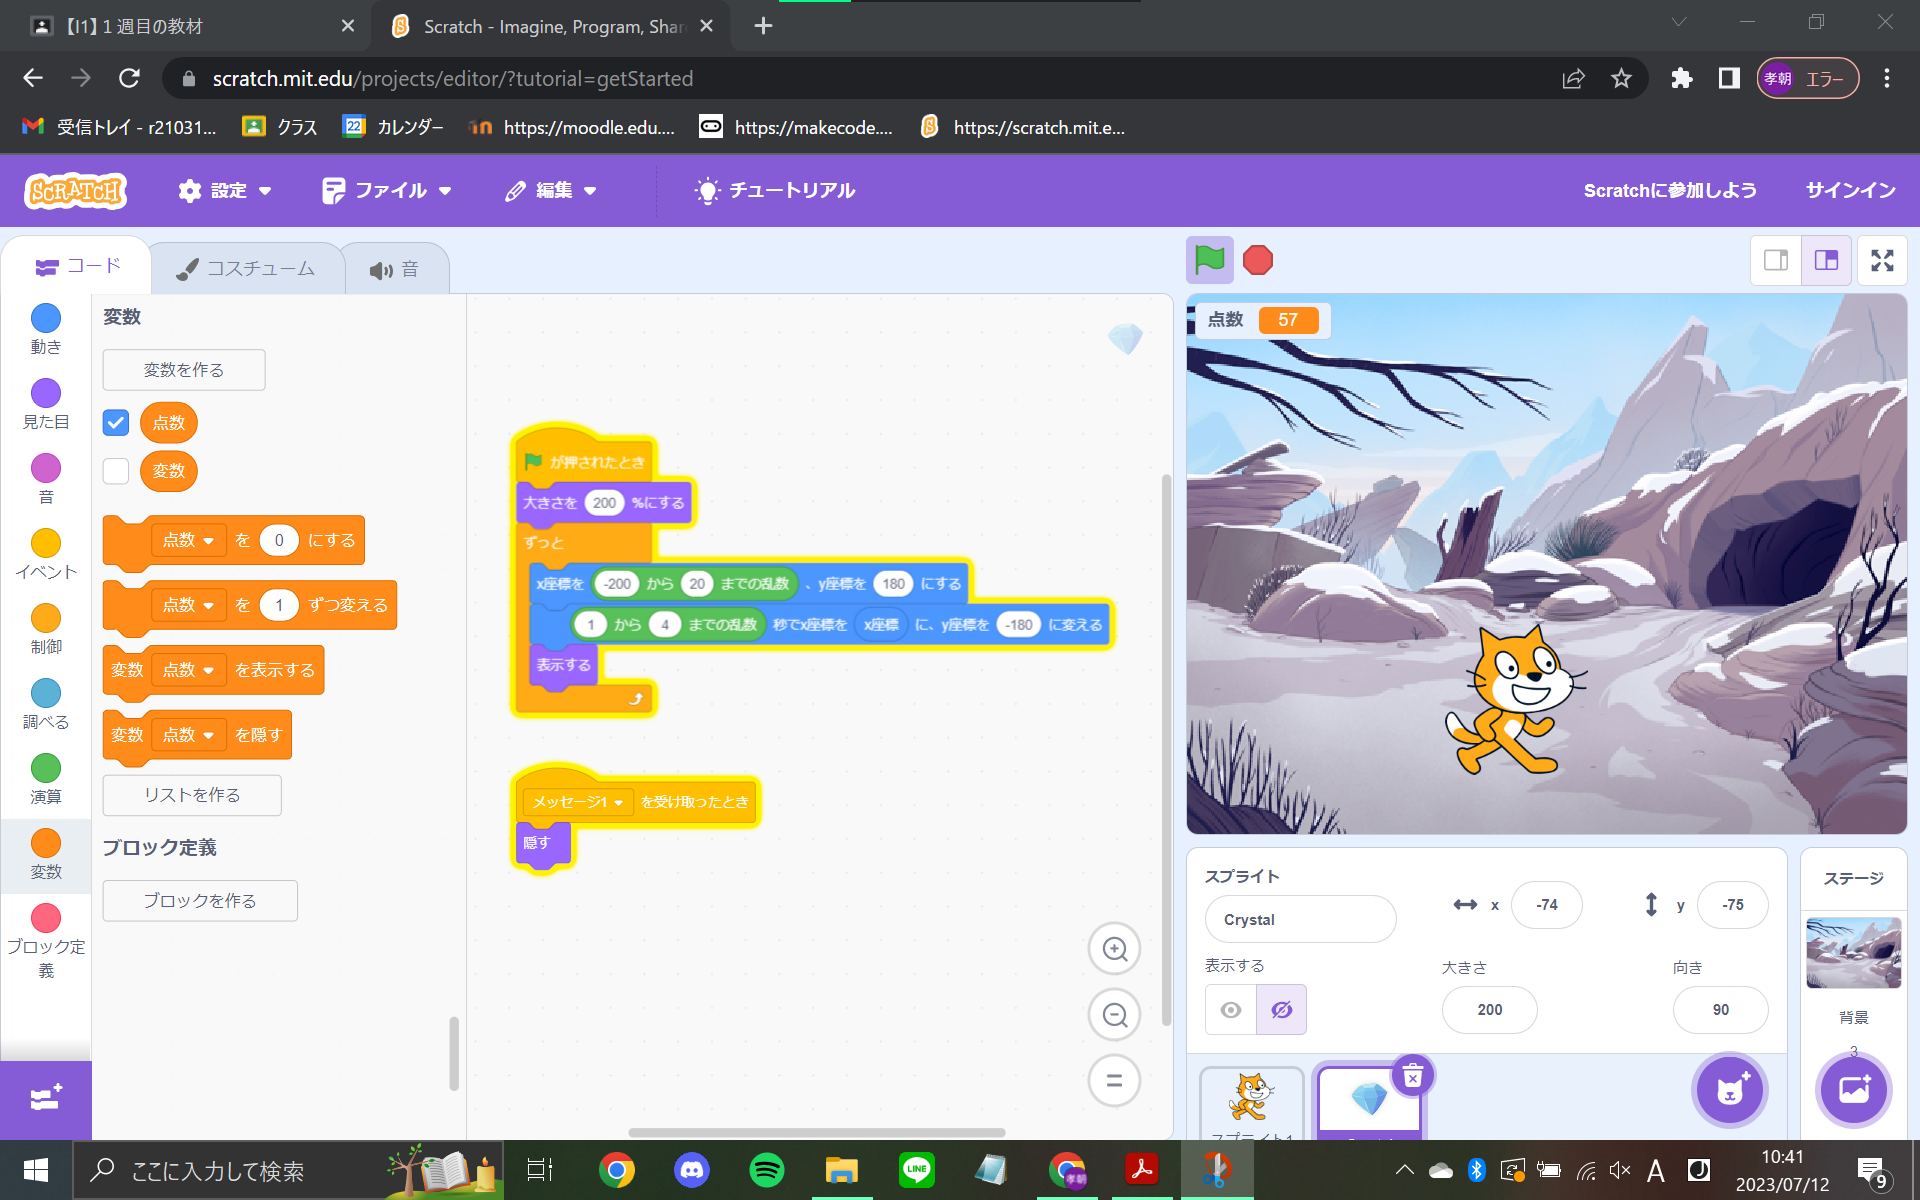 【I1】１週目の教材
Scratch - Imagine, Program, Shar
scratch.mit.edu/projects/editor/?tutorial=getStarted
孝朝 エラー
受信トレイ - r21031...
クラス
22 カレンダー
https://moodle.edu....
https://makecode....
https://scratch.mit.e...
SCRATCH
設定
ファイル
編集
チュートリアル
Scratchに参加しよう
サインイン
コード
コスチューム
音
動き
見た目
音
イベント
制御
調べる
演算
変数
ブロック定
義
変数
変数を作る
点数
変数
点数 を 0 にする
点数 を 1 ずつ変える
変数 点数 を表示する
変数 点数 を隠す
リストを作る
ブロック定義
ブロックを作る
が押されたとき
大きさを 200 %にする
ずっと
x座標を -200 から 20 までの乱数 、y座標を 180 にする
1 から 4 までの乱数 秒でx座標を x座標 に、y座標を -180 に変える
表示する
メッセージ1 を受け取ったとき
隠す
点数 57
スプライト
Crystal
x -74
y -75
表示する
大きさ
200
向き
90
スプライト1
ステージ
背景
3
ここに入力して検索
LINE
孝朝
A
J
10:41
2023/07/12
9